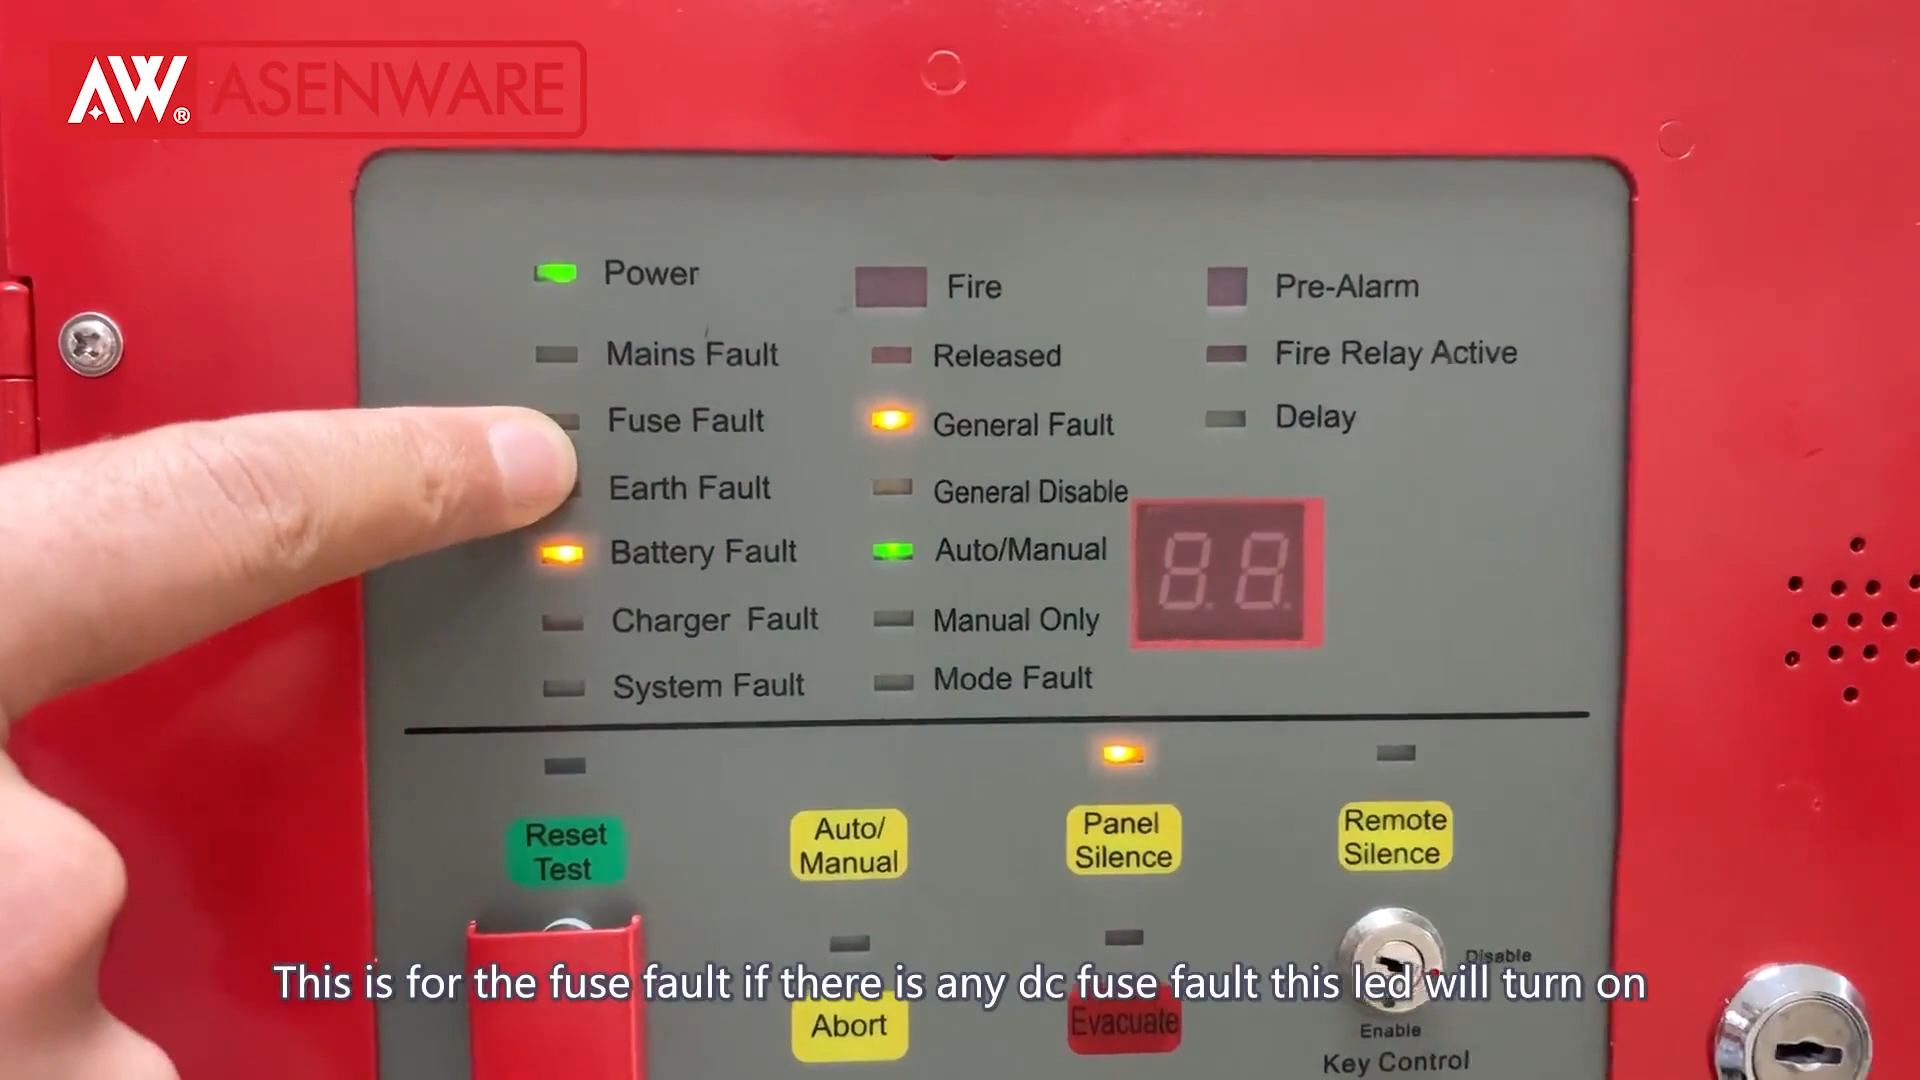 AW® ASENWARE
Power
Fire
Pre-Alarm
Mains Fault
Released
Fire Relay Active
Fuse Fault
General Fault
Delay
Earth Fault
General Disable
Battery Fault
Auto/Manual
8.8.
Charger Fault
Manual Only
System Fault
Mode Fault
Reset
Test
Auto/
Manual
Panel
Silence
Remote
Silence
Disable
This is for the fuse fault if there is any dc fuse fault this led will turn on
Abort
Evacuate
Enable
Key Control